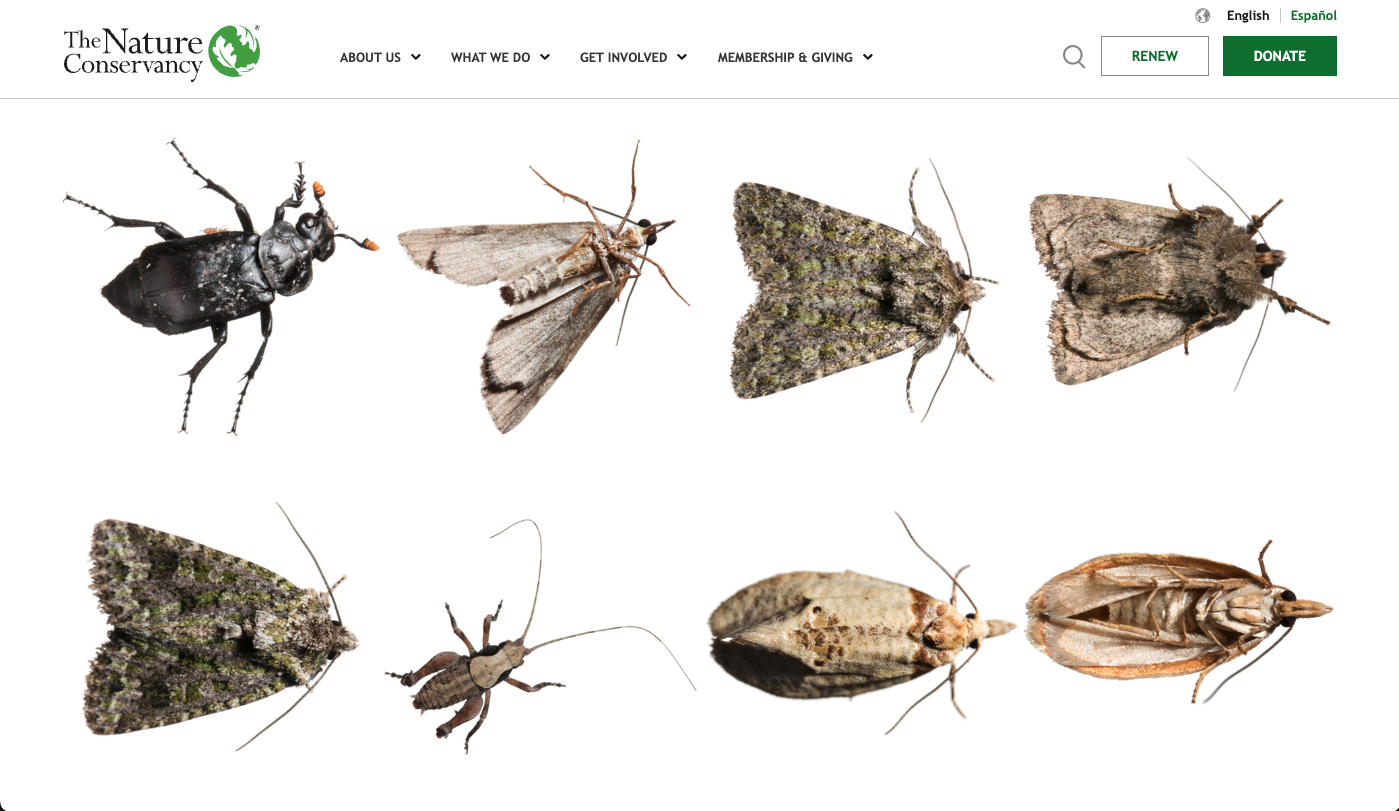 English
Español
The Nature
Conservancy
ABOUT US
WHAT WE DO
GET INVOLVED
MEMBERSHIP & GIVING
RENEW
DONATE